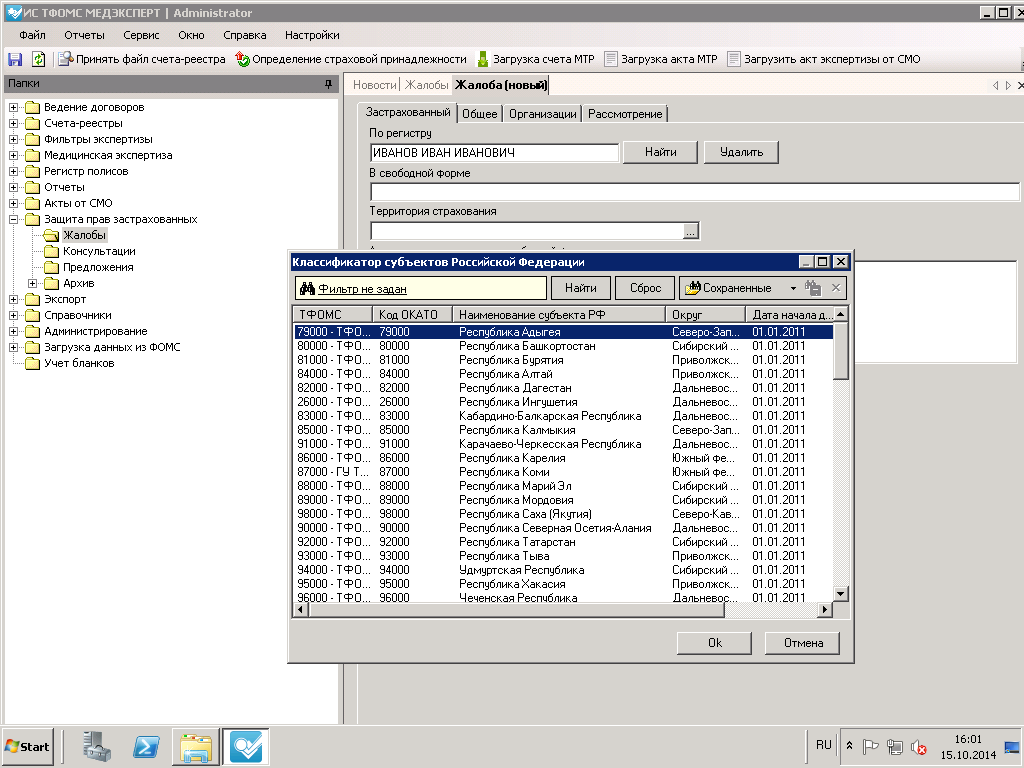 ИС ТФОМС МЕДЭКСПЕРТ | Administrator
Файл Отчеты Сервис Окно Справка Настройки
Принять файл счета-реестра Определение страховой принадлежности Загрузка счета МТР Загрузка акта МТР Загрузить акт экспертизы от СМО
Папки
Ведение договоров
Счета-реестры
Фильтры экспертизы
Медицинская экспертиза
Регистр полисов
Отчеты
Акты от СМО
Защита прав застрахованных
Жалобы
Консультации
Предложения
Архив
Экспорт
Справочники
Администрирование
Загрузка данных из ФОМС
Учет бланков
Новости Жалобы Жалоба (новый)
Застрахованный Общее Организации Рассмотрение
По регистру
ИВАНОВ ИВАН ИВАНОВИЧ Найти Удалить
В свободной форме
Территория страхования
...
Классификатор субъектов Российской Федерации
Фильтр не задан Найти Сброс Сохраненные
ТФОМС Код ОКАТО Наименование субъекта РФ Округ Дата начала д...
79000 - ТФО... 79000 Республика Адыгея Северо-Зап... 01.01.2011
80000 - ТФО... 80000 Республика Башкортостан Сибирский ... 01.01.2011
81000 - ТФО... 81000 Республика Бурятия Приволжск... 01.01.2011
84000 - ТФО... 84000 Республика Алтай Приволжск... 01.01.2011
82000 - ТФО... 82000 Республика Дагестан Дальневос... 01.01.2011
26000 - ТФО... 26000 Республика Ингушетия Дальневос... 01.01.2011
83000 - ТФО... 83000 Кабардино-Балкарская Республика Дальневос... 01.01.2011
85000 - ТФО... 85000 Республика Калмыкия Северо-Зап... 01.01.2011
91000 - ТФО... 91000 Карачаево-Черкесская Республика Дальневос... 01.01.2011
86000 - ТФО... 86000 Республика Карелия Южный фе... 01.01.2011
87000 - ГУ Т... 87000 Республика Коми Южный фе... 01.01.2011
88000 - ТФО... 88000 Республика Марий Эл Сибирский ... 01.01.2011
89000 - ТФО... 89000 Республика Мордовия Сибирский ... 01.01.2011
98000 - ТФО... 98000 Республика Саха (Якутия) Северо-Кав... 01.01.2011
90000 - ТФО... 90000 Республика Северная Осетия-Алания Дальневос... 01.01.2011
92000 - ТФО... 92000 Республика Татарстан Сибирский ... 01.01.2011
93000 - ТФО... 93000 Республика Тыва Приволжск... 01.01.2011
94000 - ТФО... 94000 Удмуртская Республика Сибирский ... 01.01.2011
95000 - ТФО... 95000 Республика Хакасия Приволжск... 01.01.2011
96000 - ТФО... 96000 Чеченская Республика Дальневос... 01.01.2011
Ok Отмена
Start RU 16:01
15.10.2014